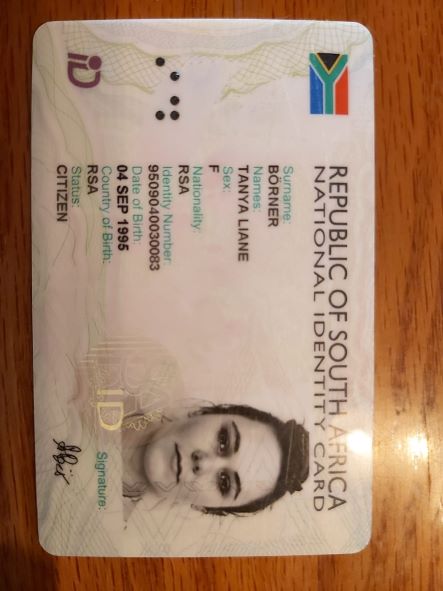 REPUBLIC OF SOUTH AFRICA
NATIONAL IDENTITY CARD
Surname:
BÖRNER
Names:
TANYA LIANE
Sex:
F
Nationality:
RSA
Identity Number:
9509040030083
Date of Birth:
04 SEP 1995
Country of Birth:
RSA
Status:
CITIZEN
iD
ID
Signature: